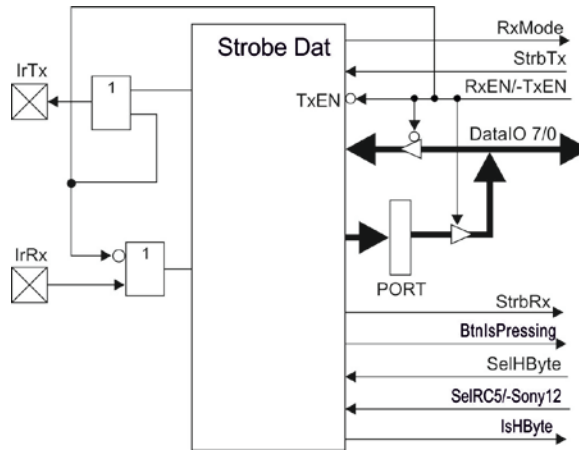 Strobe Dat
RxMode
StrbTx
RxEN/-TxEN
TxEN
DataIO 7/0
IrTx
1
IrRx
1
PORT
StrbRx
BtnIsPressing
SelHByte
SelRC5/-Sony12
IsHByte